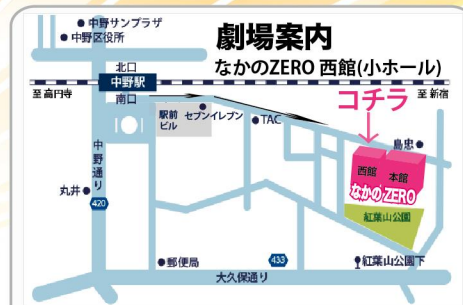 中野サンプラザ
中野区役所
劇場案内
なかのZERO 西館(小ホール)
北口
中野駅
南口
至 高円寺
至 新宿
コチラ
駅前
ビル
セブンイレブン
TAC
島忠
中野通り
丸井
420
西館
本館
なかのZERO
紅葉山公園
郵便局
433
紅葉山公園下
大久保通り